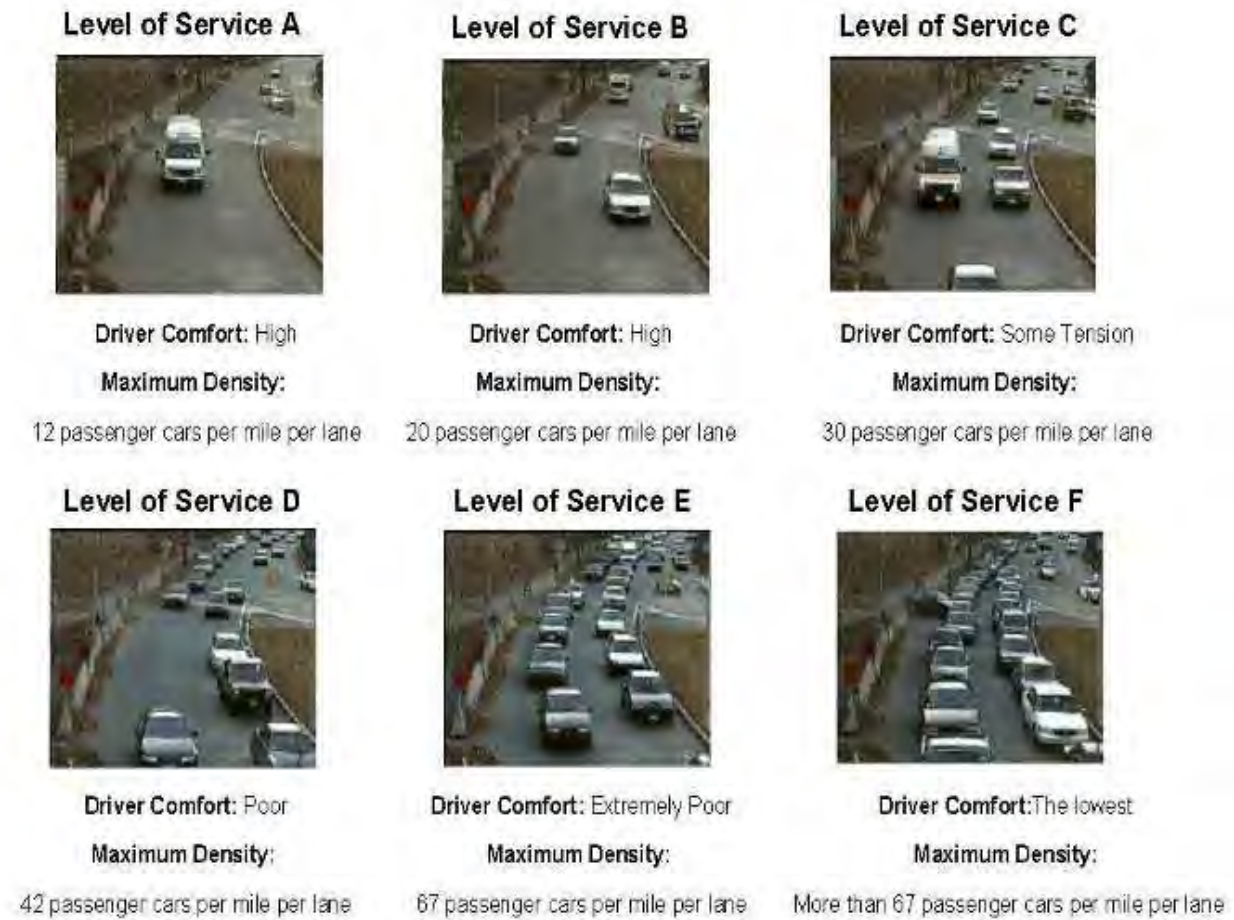 Level of Service A
Level of Service B
Level of Service C
Driver Comfort: High
Driver Comfort: High
Driver Comfort: Some Tension
Maximum Density:
Maximum Density:
Maximum Density:
12 passenger cars per mile per lane
20 passenger cars per mile per lane
30 passenger cars per mile per lane
Level of Service D
Level of Service E
Level of Service F
Driver Comfort: Poor
Driver Comfort: Extremely Poor
Driver Comfort:The lowest
Maximum Density:
Maximum Density:
Maximum Density:
42 passenger cars per mile per lane
67 passenger cars per mile per lane
More than 67 passenger cars per mile per lane